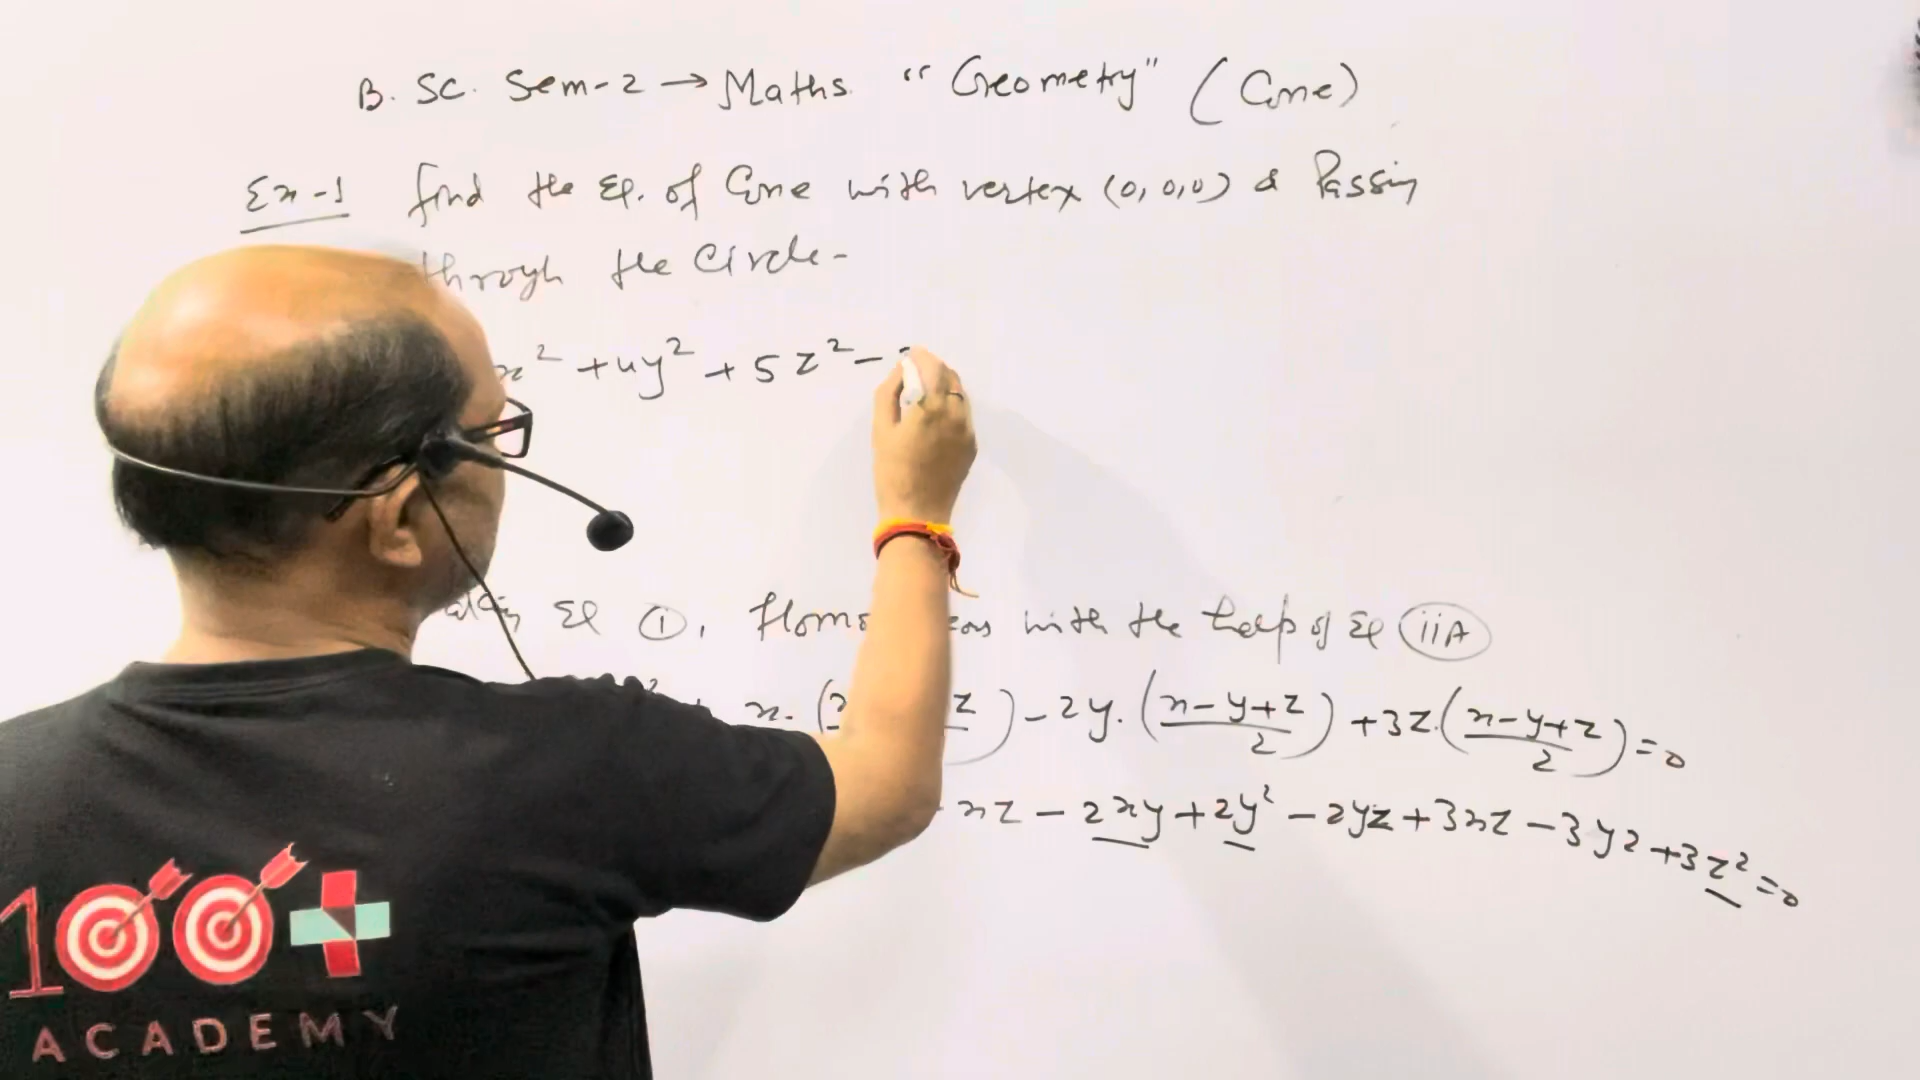 B. Sc. Sem-2 → Maths. "Geometry" (Cone)
Ex-1 find the Eq. of Cone with vertex (0,0,0) & Passing
through the Circle-
x² + 4y² + 5z² -
Eq (1), with the help of Eq (iiA)
x. ( z) - 2y. ((x-y+z)/2) + 3z. ((x-y+z)/2) = 0
xz - 2xy + 2y² - 2yz + 3xz - 3yz + 3z² = 0
100+
ACADEMY